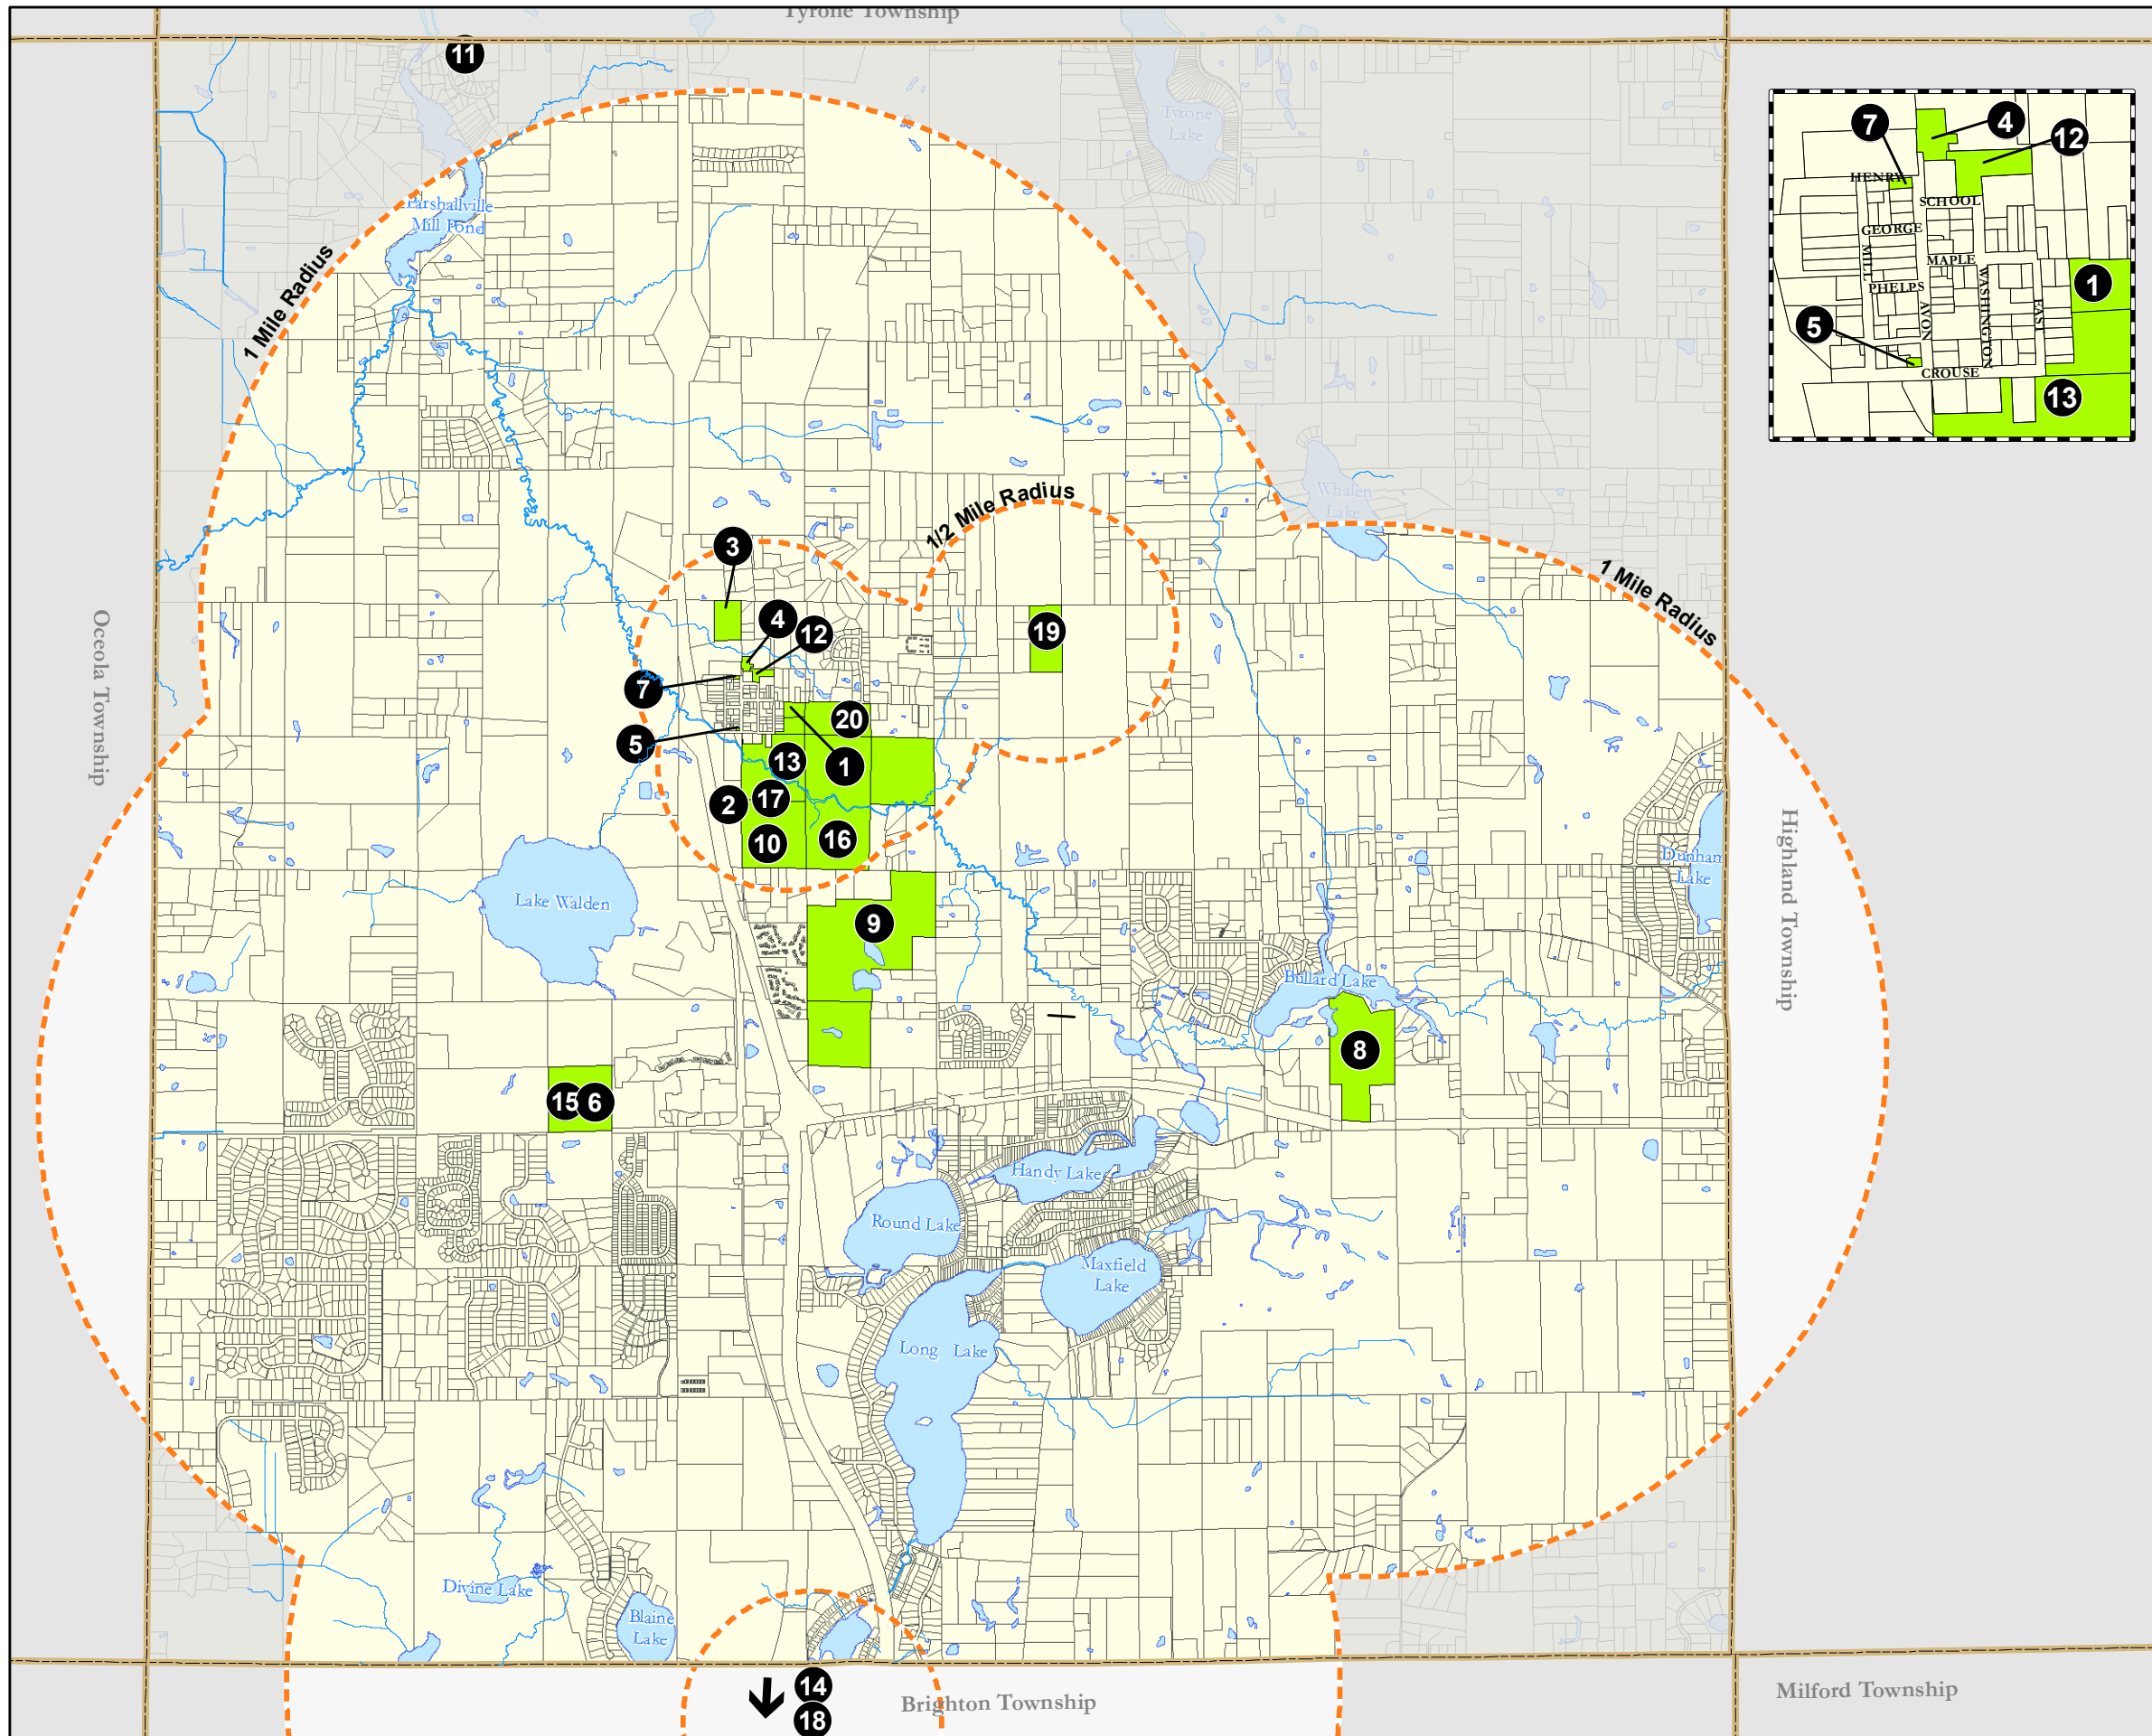 Tyrone Township
11
Tyrone
Lake
7
4
12
HENRY
SCHOOL
GEORGE
MAPLE
MILL
PHELPS
AVON
WASHINGTON
EAST
1
5
CROUSE
13
Parshallville
Mill Pond
1 Mile Radius
Whalen
Lake
1/2 Mile Radius
1 Mile Radius
3
4
12
19
7
5
20
13
1
2
17
10
16
Oceola Township
Highland Township
Dunham
Lake
Lake Walden
9
Bullard Lake
8
15
6
Handy Lake
Round Lake
Maxfield
Lake
Long Lake
Divine Lake
Blaine
Lake
14
18
Brighton Township
Milford Township